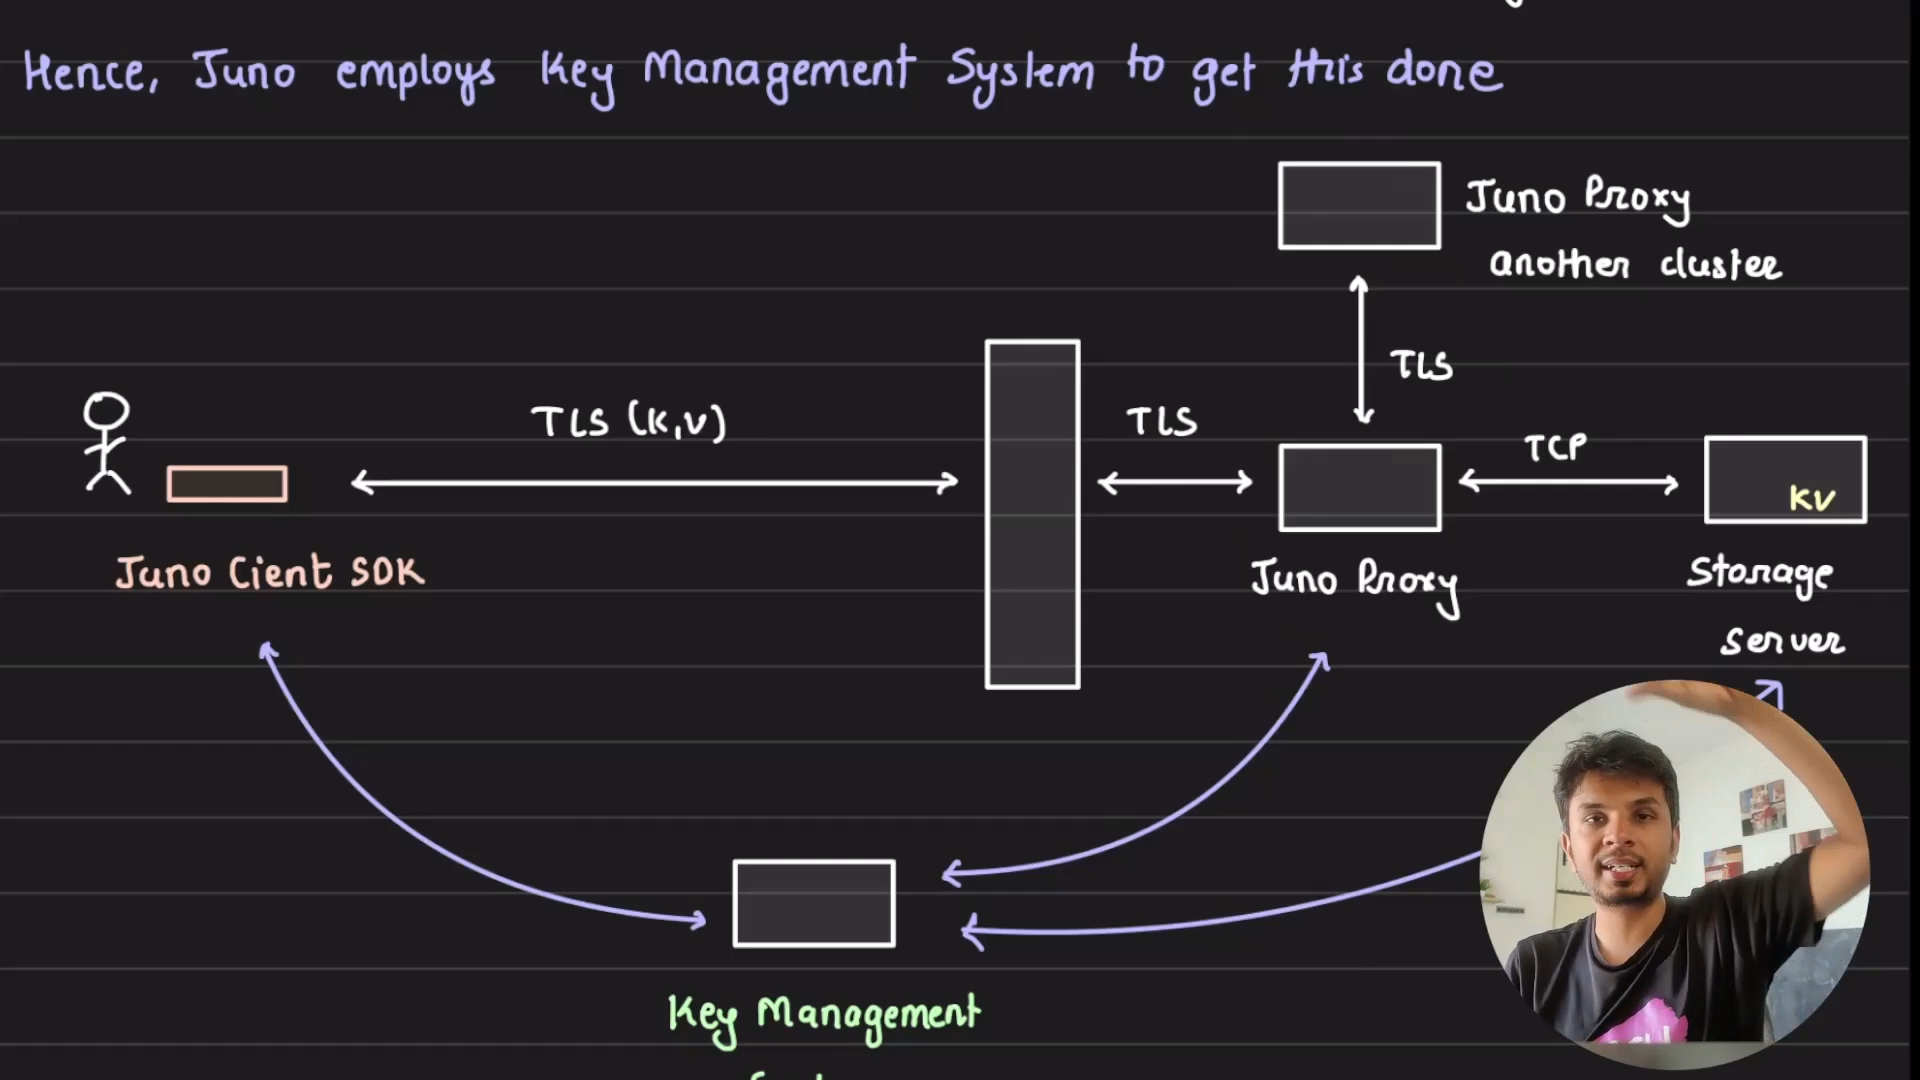 Hence, Juno employs Key Management System to get this done
Juno Proxy
another cluster
TLS
TLS (K,V)
TLS
TCP
KV
Juno Cient SDK
Juno Proxy
Storage
server
Key Management